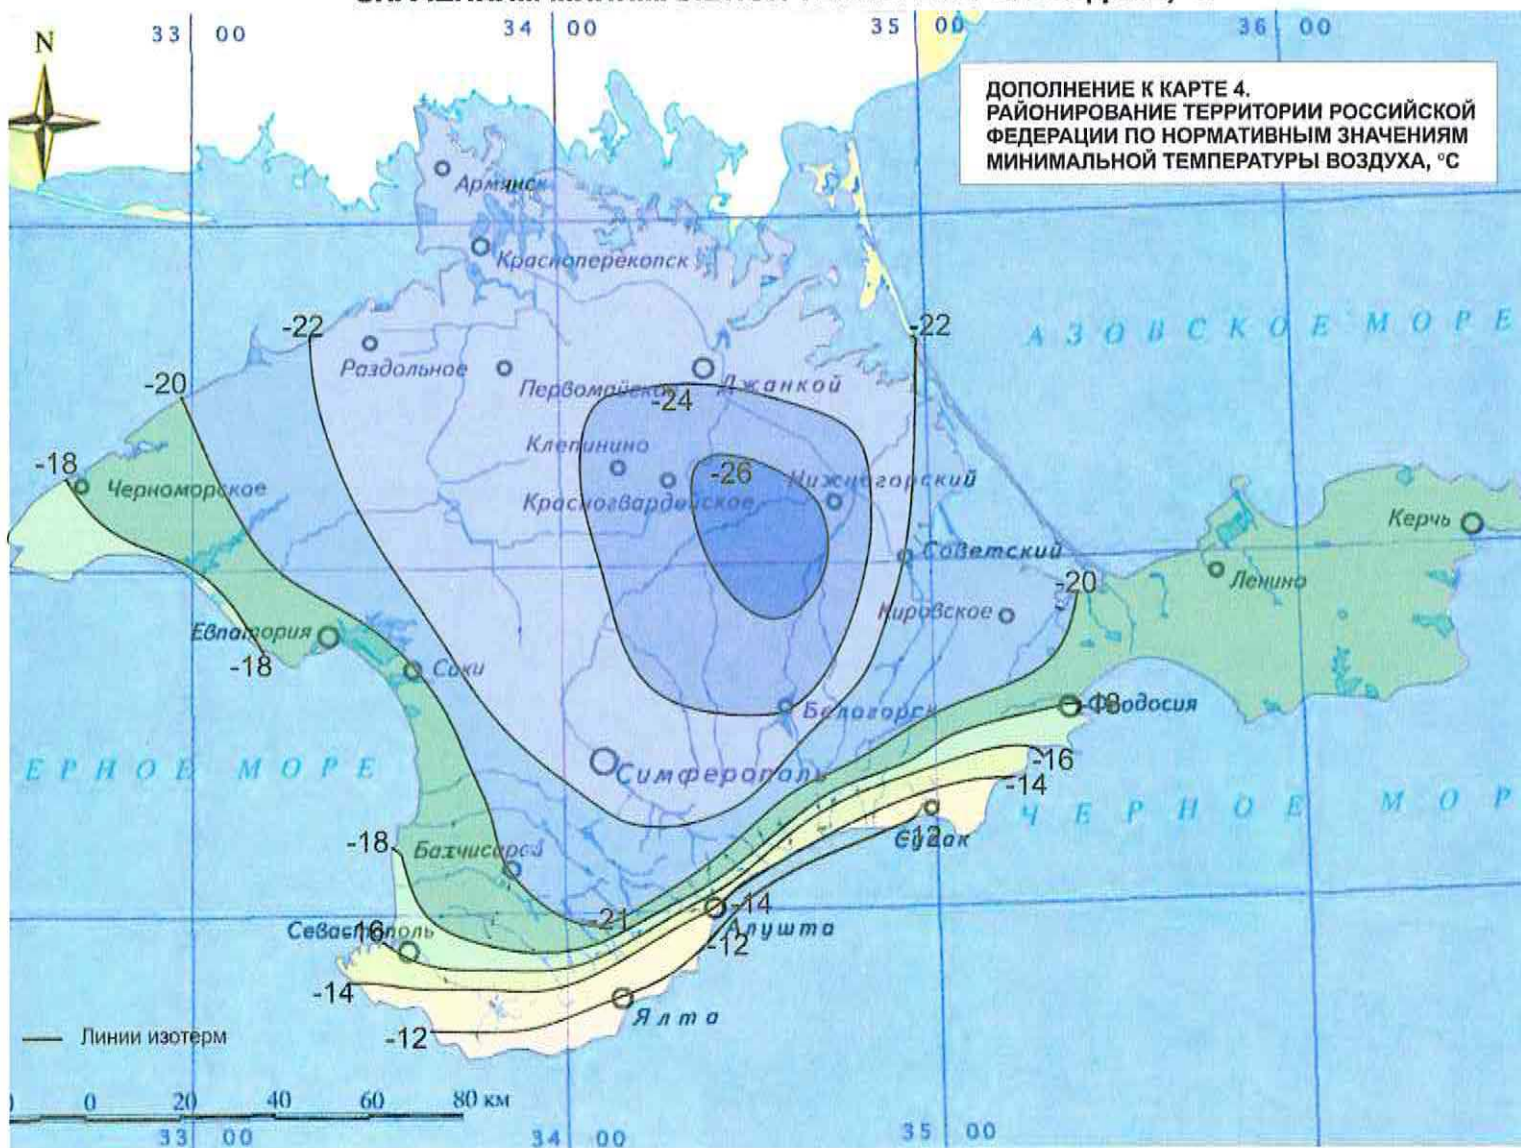 33 00
34 00
35 00
36 00
N
ДОПОЛНЕНИЕ К КАРТЕ 4.
РАЙОНИРОВАНИЕ ТЕРРИТОРИИ РОССИЙСКОЙ
ФЕДЕРАЦИИ ПО НОРМАТИВНЫМ ЗНАЧЕНИЯМ
МИНИМАЛЬНОЙ ТЕМПЕРАТУРЫ ВОЗДУХА, °С
Армянск
Красноперекопск
-22
-22
АЗОВСКОЕ МОРЕ
Раздольное
Джанкой
-20
Первомайское
-24
Клепинино
-18
-26
Нижнегорский
Черноморское
Красногвардейское
Керчь
Советский
-20
Ленино
Кировское
Евпатория
-18
Саки
Белогорск
-18
Феодосия
ЕРНОЕ МОРЕ
Симферополь
-16
-14
ЧЕРНОЕ МОР
-18
Бахчисарай
-12
Судак
-21
-14
Севастополь
-16
Алушта
-12
-14
Ялта
-12
Линии изотерм
0 20 40 60 80 км
33 00
34 00
35 00